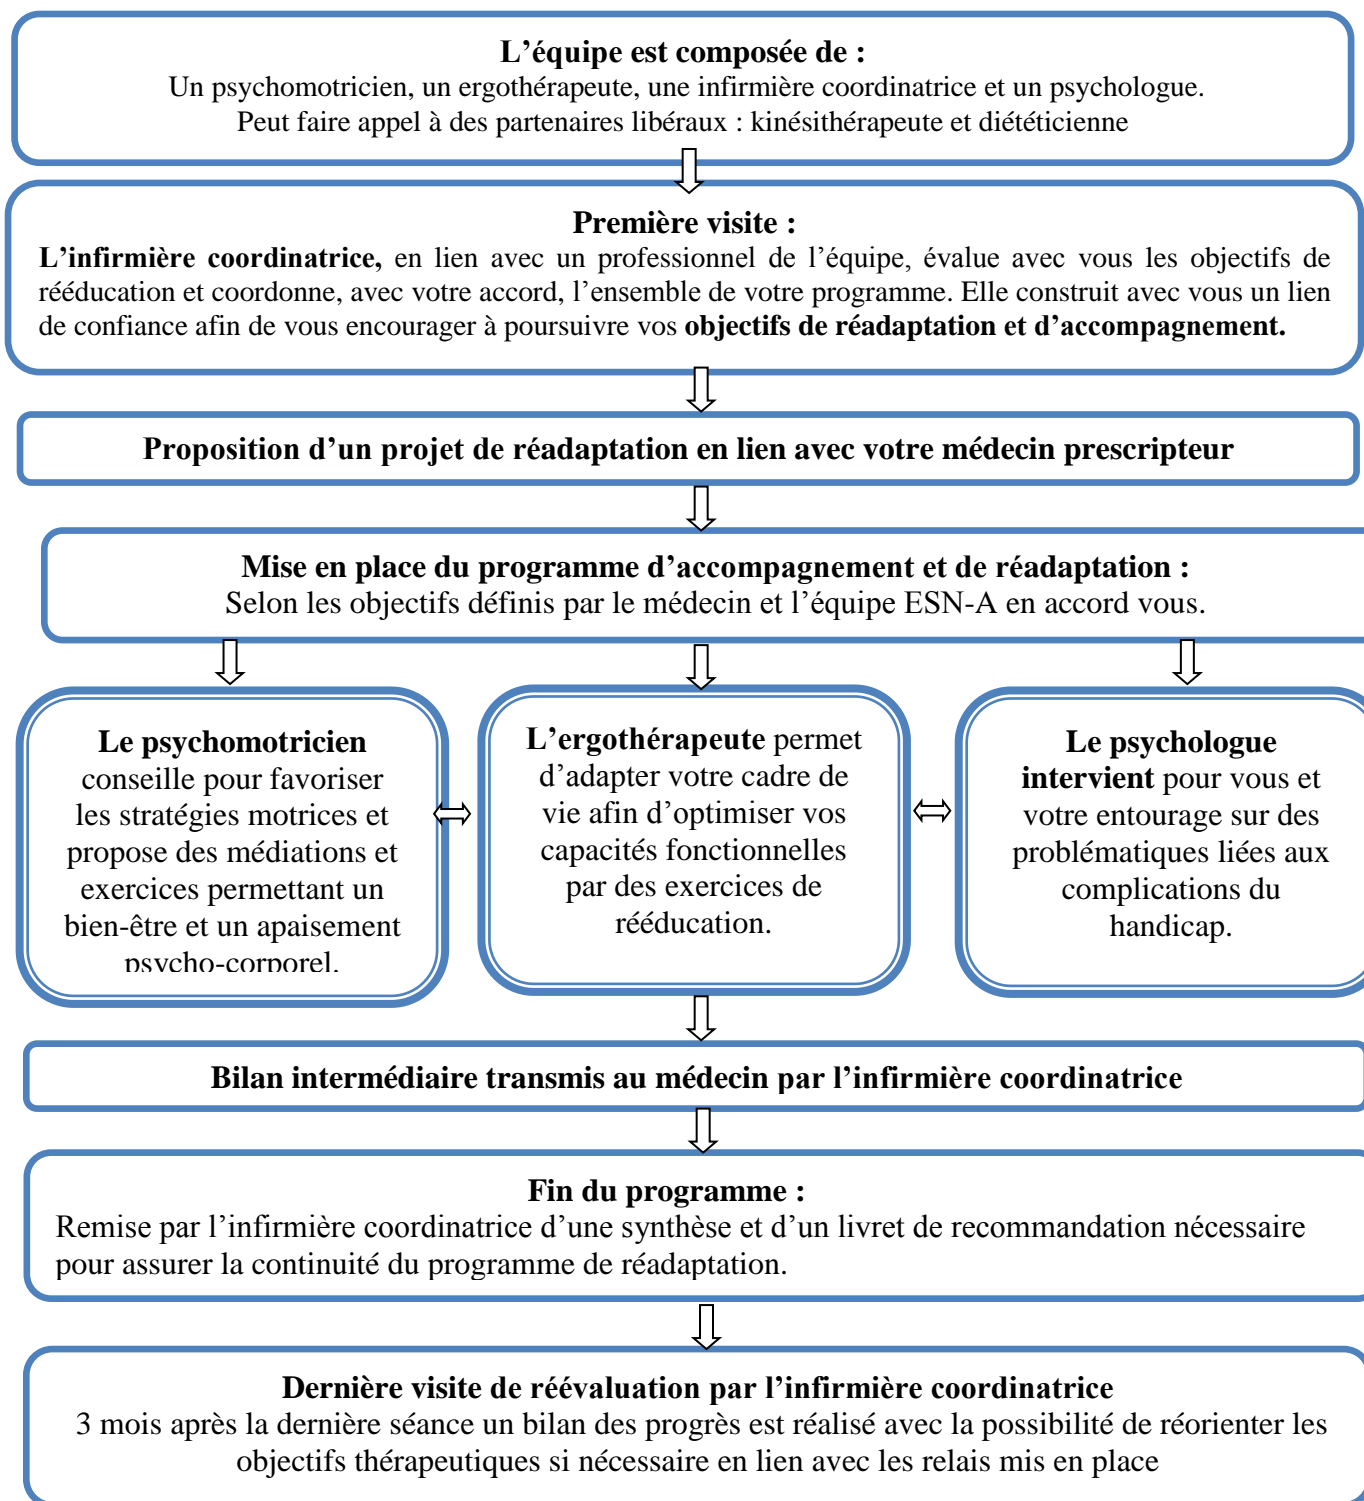 L’équipe est composée de :
Un psychomotricien, un ergothérapeute, une infirmière coordinatrice et un psychologue.
Peut faire appel à des partenaires libéraux : kinésithérapeute et diététicienne
Première visite :
L’infirmière coordinatrice, en lien avec un professionnel de l’équipe, évalue avec vous les objectifs de
rééducation et coordonne, avec votre accord, l’ensemble de votre programme. Elle construit avec vous un lien
de confiance afin de vous encourager à poursuivre vos objectifs de réadaptation et d’accompagnement.
Proposition d’un projet de réadaptation en lien avec votre médecin prescripteur
Mise en place du programme d’accompagnement et de réadaptation :
Selon les objectifs définis par le médecin et l’équipe ESN-A en accord vous.
Le psychomotricien
conseille pour favoriser
les stratégies motrices et
propose des médiations et
exercices permettant un
bien-être et un apaisement
psycho-corporel.
L’ergothérapeute permet
d’adapter votre cadre de
vie afin d’optimiser vos
capacités fonctionnelles
par des exercices de
rééducation.
Le psychologue
intervient pour vous et
votre entourage sur des
problématiques liées aux
complications du
handicap.
Bilan intermédiaire transmis au médecin par l’infirmière coordinatrice
Fin du programme :
Remise par l’infirmière coordinatrice d’une synthèse et d’un livret de recommandation nécessaire
pour assurer la continuité du programme de réadaptation.
Dernière visite de réévaluation par l’infirmière coordinatrice
3 mois après la dernière séance un bilan des progrès est réalisé avec la possibilité de réorienter les
objectifs thérapeutiques si nécessaire en lien avec les relais mis en place